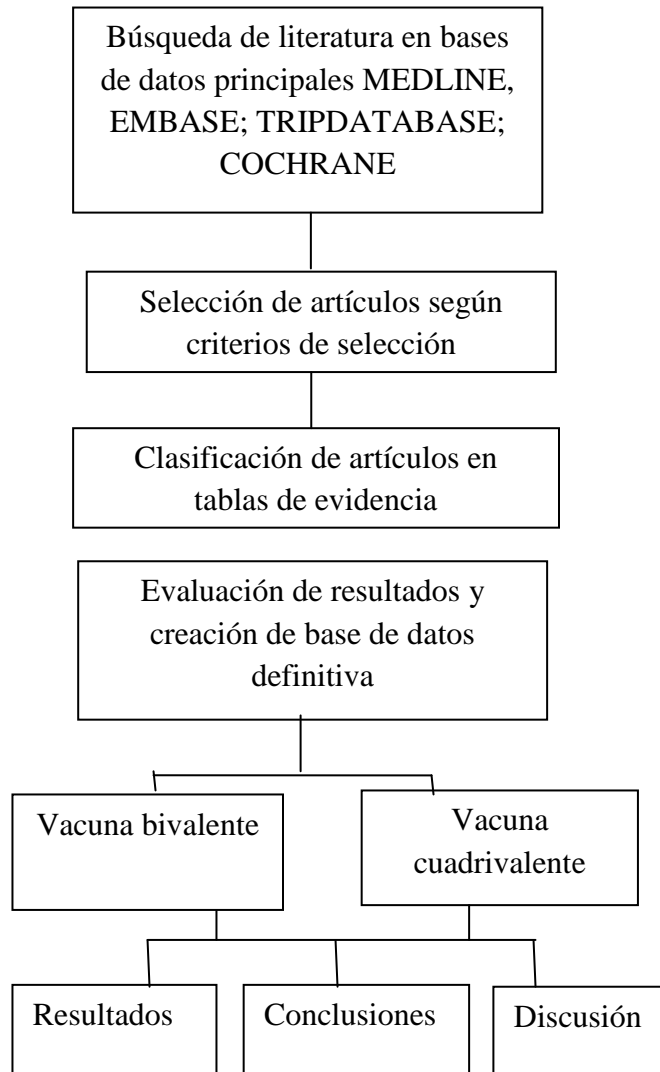 Búsqueda de literatura en bases
de datos principales MEDLINE,
EMBASE; TRIPDATABASE;
COCHRANE
Selección de artículos según
criterios de selección
Clasificación de artículos en
tablas de evidencia
Evaluación de resultados y
creación de base de datos
definitiva
Vacuna bivalente
Vacuna
cuadrivalente
Resultados
Conclusiones
Discusión